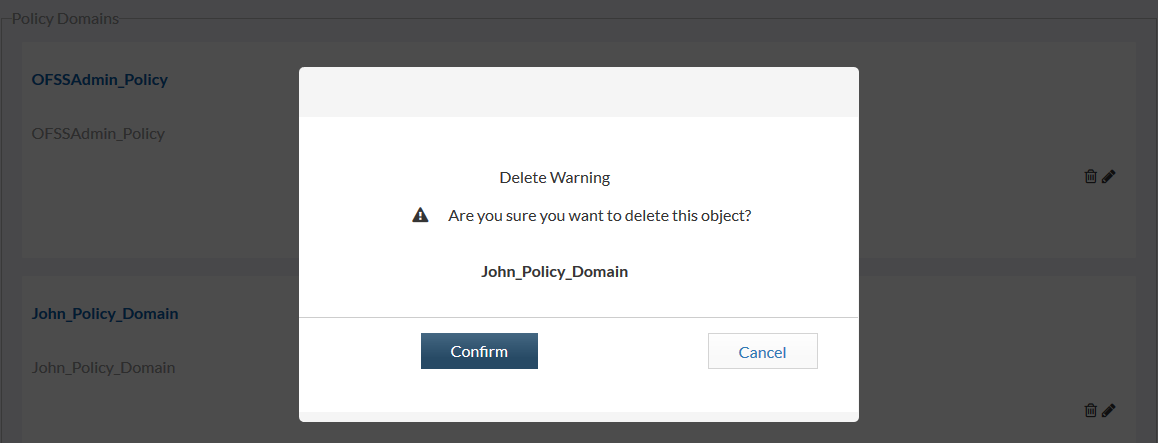 Policy Domains
OFSSAdmin_Policy
OFSSAdmin_Policy
Delete Warning
Are you sure you want to delete this object?
John_Policy_Domain
Confirm
Cancel
John_Policy_Domain
John_Policy_Domain